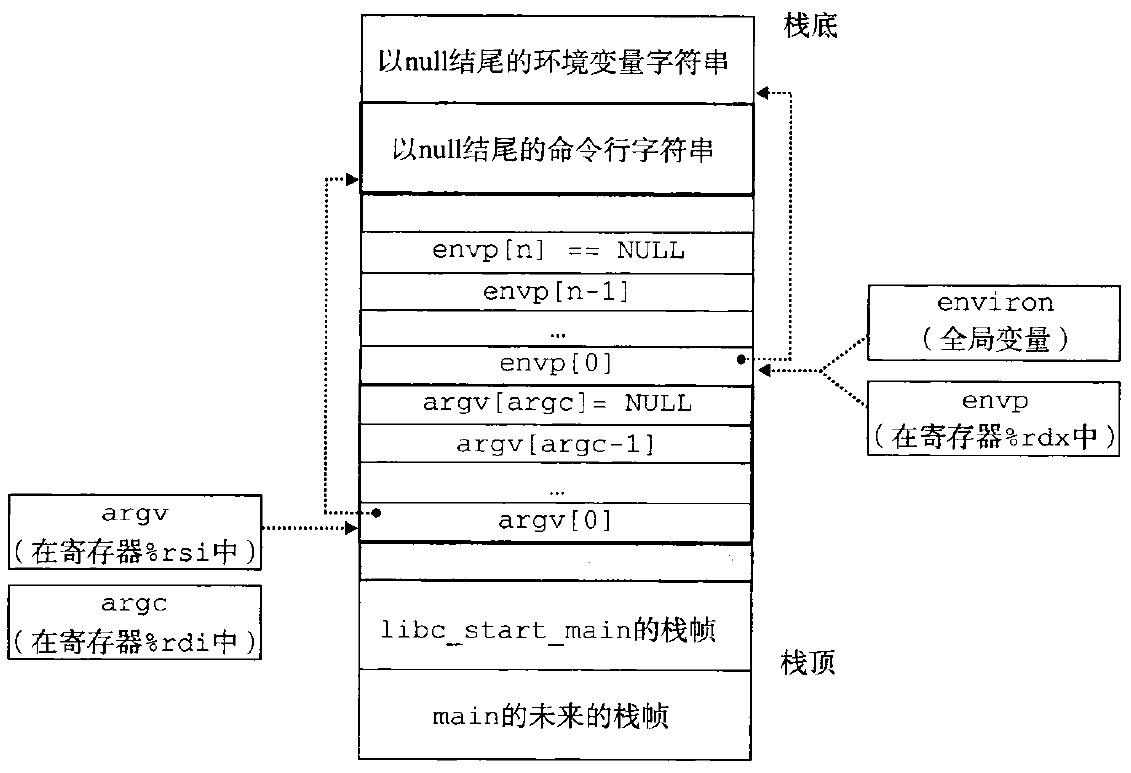 栈底
以null结尾的环境变量字符串
以null结尾的命令行字符串
envp[n] == NULL
envp[n-1]
…
envp[0]
argv[argc]= NULL
argv[argc-1]
…
argv[0]
environ
(全局变量)
envp
(在寄存器%rdx中)
argv
(在寄存器%rsi中)
argc
(在寄存器%rdi中)
libc_start_main的栈帧
栈顶
main的未来的栈帧